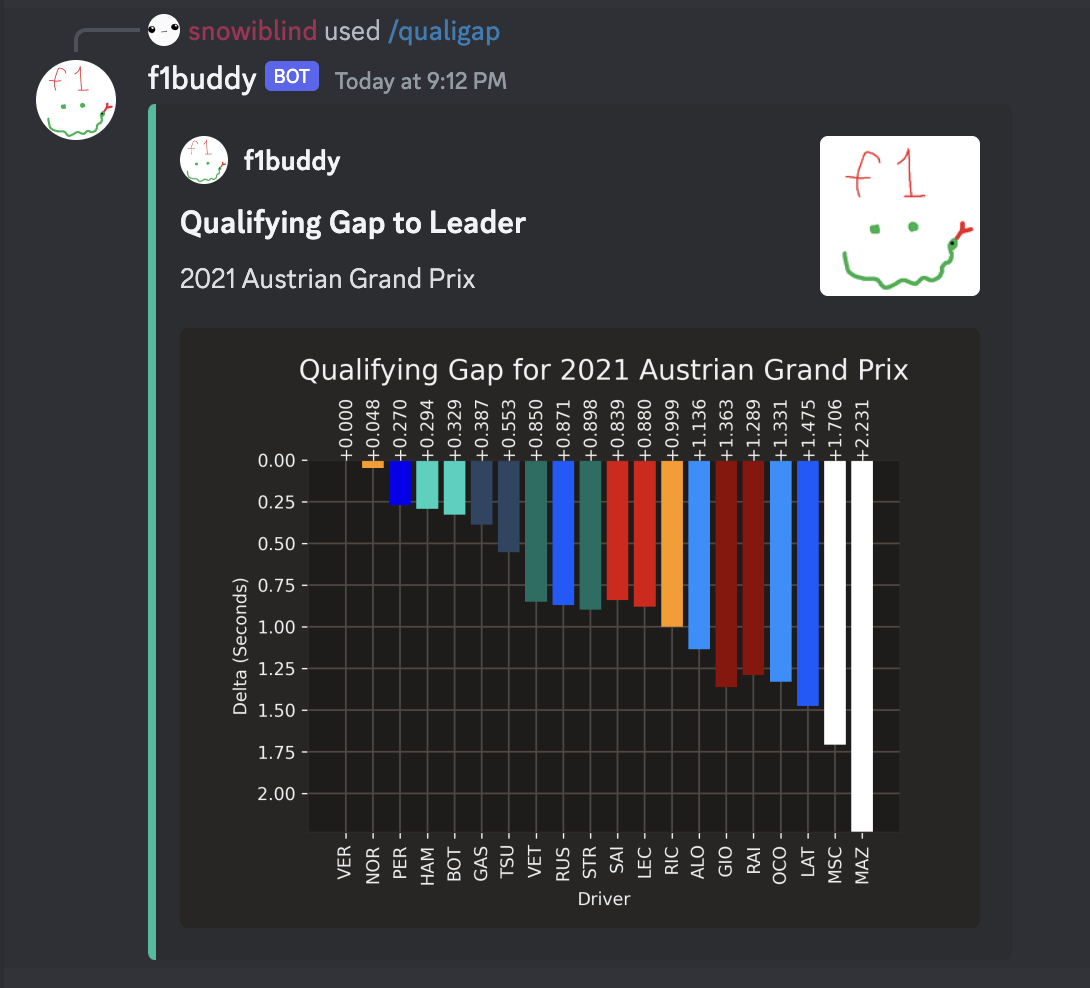 snowiblind used /qualigap
f1
f1buddy BOT Today at 9:12 PM
f1
f1buddy
f1
Qualifying Gap to Leader
2021 Austrian Grand Prix
Qualifying Gap for 2021 Austrian Grand Prix
+0.000 +0.048 +0.270 +0.294 +0.329 +0.387 +0.553 +0.850 +0.871 +0.898 +0.839 +0.880 +0.999 +1.136 +1.363 +1.289 +1.331 +1.475 +1.706 +2.231
0.00
0.25
0.50
0.75
1.00
1.25
1.50
1.75
2.00
Delta (Seconds)
VER NOR PER HAM BOT GAS TSU VET RUS STR SAI LEC RIC ALO GIO RAI OCO LAT MSC MAZ
Driver